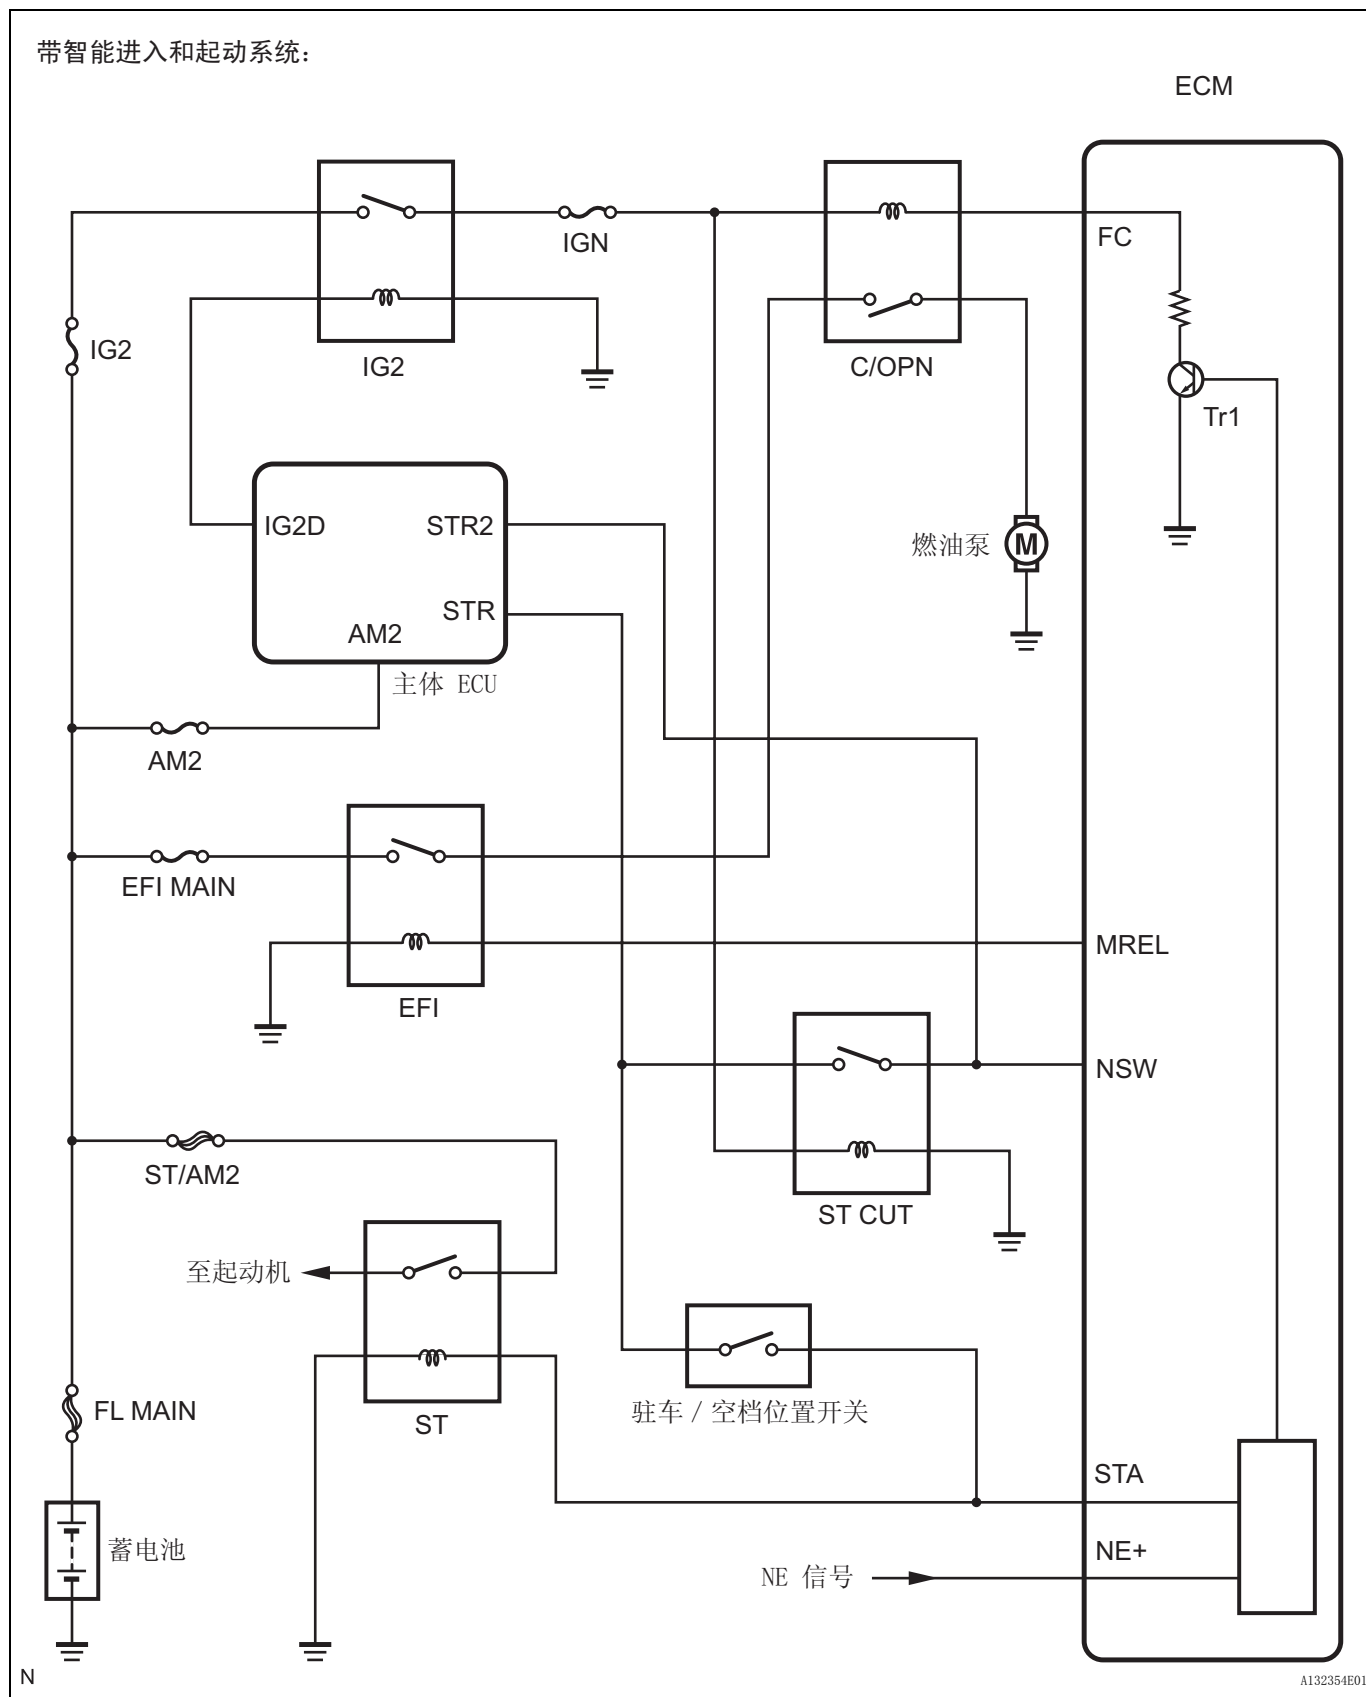 带智能进入和起动系统:
ECM
IGN
FC
IG2
IG2
C/OPN
Tr1
IG2D
STR2
燃油泵
M
STR
AM2
主体 ECU
AM2
EFI MAIN
MREL
EFI
NSW
ST/AM2
ST CUT
至起动机
FL MAIN
ST
驻车/空档位置开关
STA
蓄电池
NE+
NE 信号
N
A132354E01